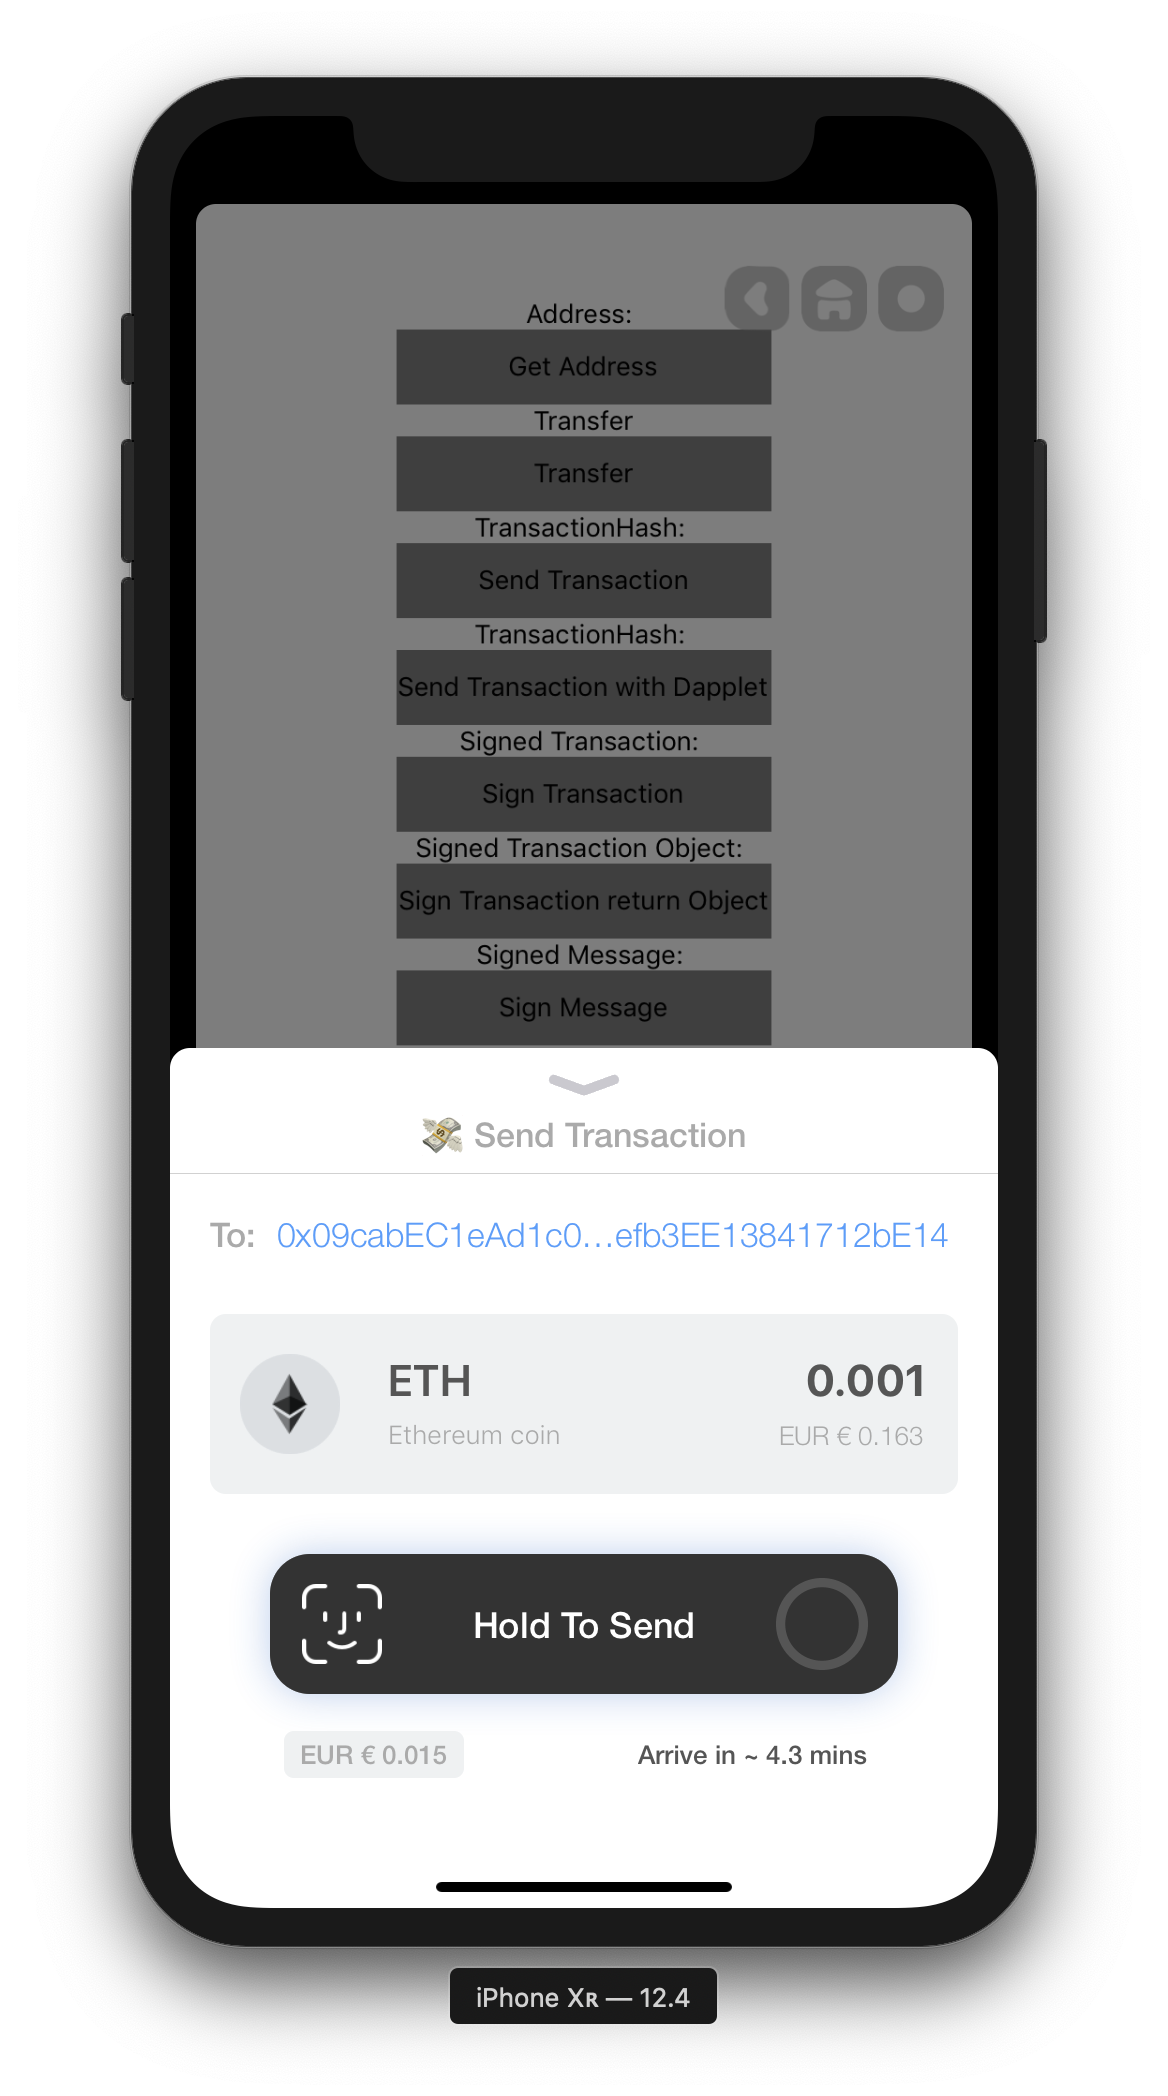 Address:
Get Address
Transfer
Transfer
TransactionHash:
Send Transaction
TransactionHash:
Send Transaction with Dapplet
Signed Transaction:
Sign Transaction
Signed Transaction Object:
Sign Transaction return Object
Signed Message:
Sign Message
Send Transaction
To: 0x09cabEC1eAd1c0...efb3EE13841712bE14
ETH 0.001
Ethereum coin EUR € 0.163
Hold To Send
EUR € 0.015 Arrive in ~ 4.3 mins
iPhone Xʀ — 12.4